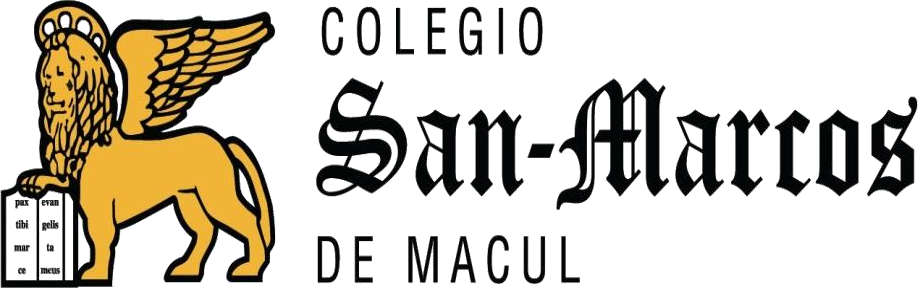 COLEGIO
San-Marcos
DE MACUL
pax evan
tibi gelis
mar ta
ce meus